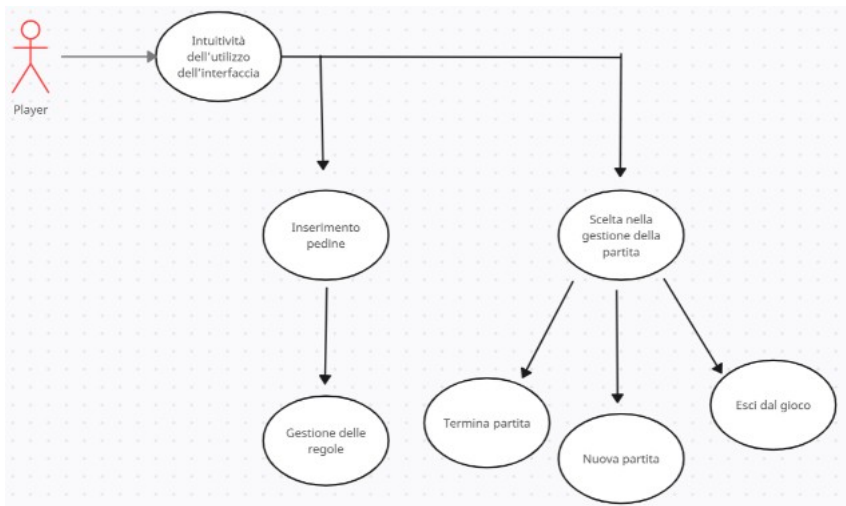 Intuitività
dell'utilizzo
dell'interfaccia
Player
Inserimento
pedine
Scelta nella
gestione della
partita
Gestione delle
regole
Termina partita
Nuova partita
Esci dal gioco